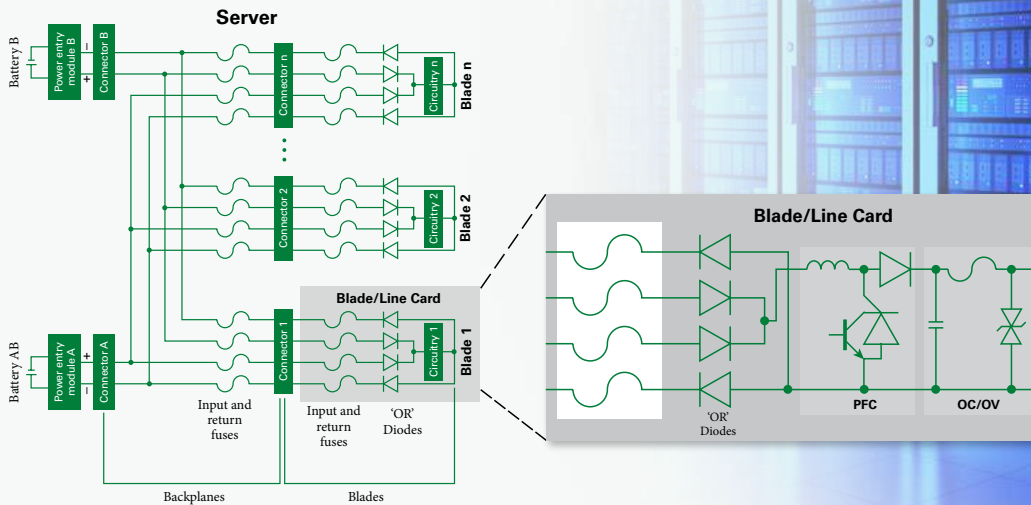 Server
Battery B
Power entry
module B
–
+
Connector B
Connector n
Circuitry n
Blade n
Connector 2
Circuitry 2
Blade 2
Blade/Line Card
Battery AB
Power entry
module A
+
–
Connector A
Connector 1
Circuitry 1
Blade 1
Input and
return
fuses
Input and
return
fuses
‘OR’
Diodes
Backplanes
Blades
Blade/Line Card
‘OR’
Diodes
PFC
OC/OV